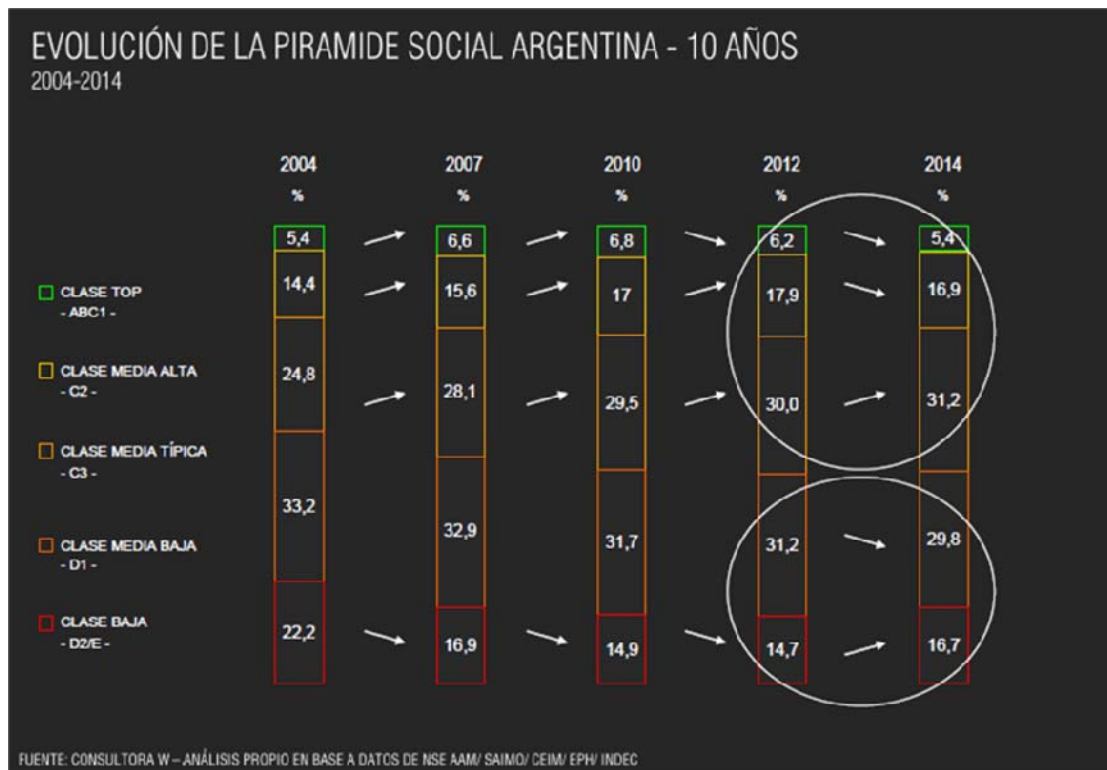 EVOLUCIÓN DE LA PIRAMIDE SOCIAL ARGENTINA - 10 AÑOS
2004-2014
2004 2007 2010 2012 2014
% % % % %
5,4 6,6 6,8 6,2 5,4
14,4 15,6 17 17,9 16,9
CLASE TOP
- ABC1 -
24,8 28,1 29,5 30,0 31,2
CLASE MEDIA ALTA
- C2 -
CLASE MEDIA TÍPICA
- C3 -
33,2 32,9 31,7 31,2 29,8
CLASE MEDIA BAJA
- D1 -
22,2 16,9 14,9 14,7 16,7
CLASE BAJA
- D2/E -
FUENTE: CONSULTORA W – ANÁLISIS PROPIO EN BASE A DATOS DE NSE AAM/ SAIMO/ CEIM/ EPH/ INDEC